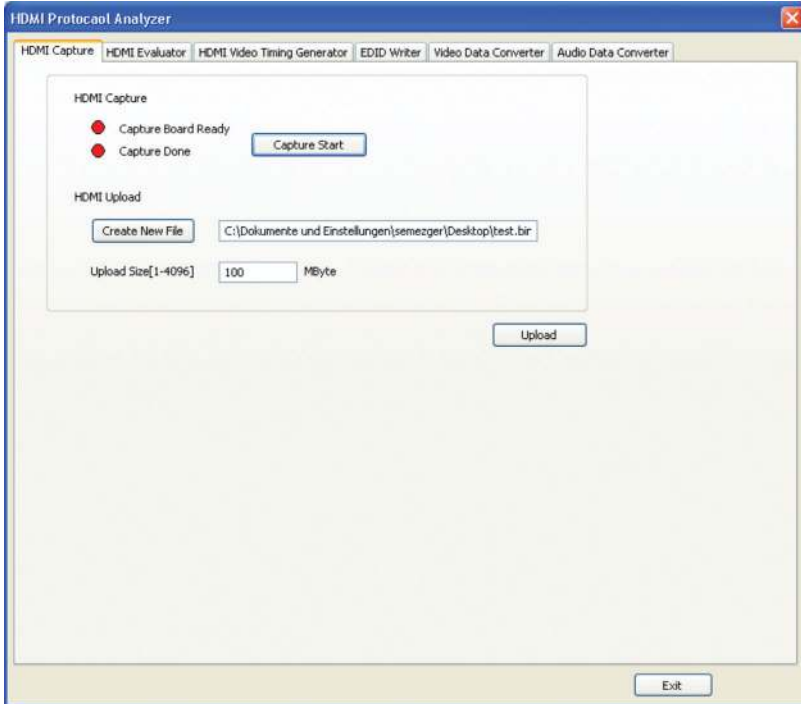 HDMI Protocaol Analyzer
HDMI Capture HDMI Evaluator HDMI Video Timing Generator EDID Writer Video Data Converter Audio Data Converter
HDMI Capture
Capture Board Ready
Capture Done
Capture Start
HDMI Upload
Create New File C:\Dokumente und Einstellungen\semezger\Desktop\test.bir
Upload Size[1-4096] 100 MByte
Upload
Exit